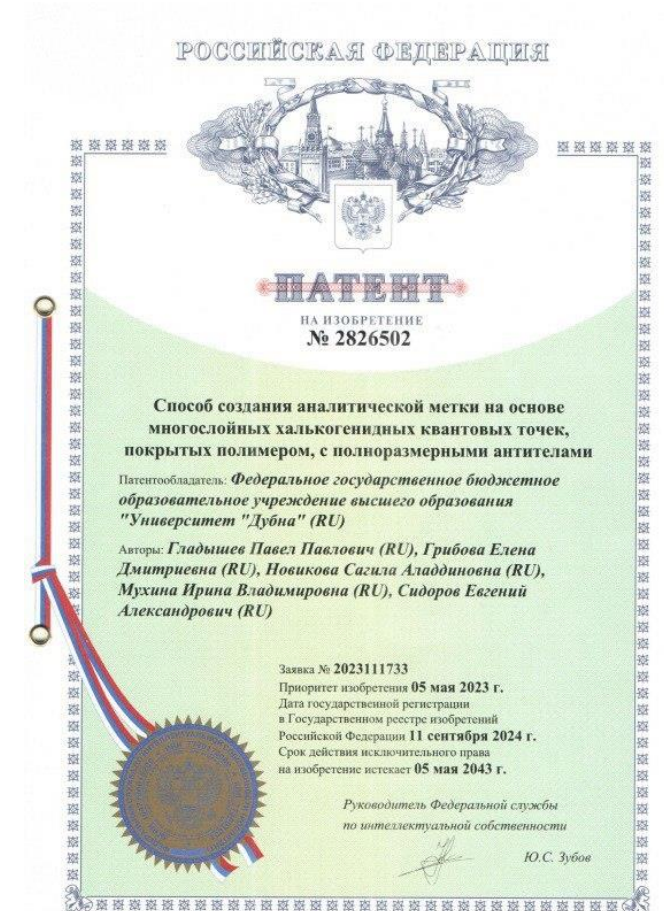 РОССИЙСКАЯ ФЕДЕРАЦИЯ
ПАТЕНТ
НА ИЗОБРЕТЕНИЕ
№ 2826502
Способ создания аналитической метки на основе
многослойных халькогенидных квантовых точек,
покрытых полимером, с полноразмерными антителами
Патентообладатель: Федеральное государственное бюджетное
образовательное учреждение высшего образования
"Университет "Дубна" (RU)
Авторы: Гладышев Павел Павлович (RU), Грибова Елена
Дмитриевна (RU), Новикова Сагила Аладдиновна (RU),
Мухина Ирина Владимировна (RU), Сидоров Евгений
Александрович (RU)
Заявка № 2023111733
Приоритет изобретения 05 мая 2023 г.
Дата государственной регистрации
в Государственном реестре изобретений
Российской Федерации 11 сентября 2024 г.
Срок действия исключительного права
на изобретение истекает 05 мая 2043 г.
Руководитель Федеральной службы
по интеллектуальной собственности
Ю.С. Зубов